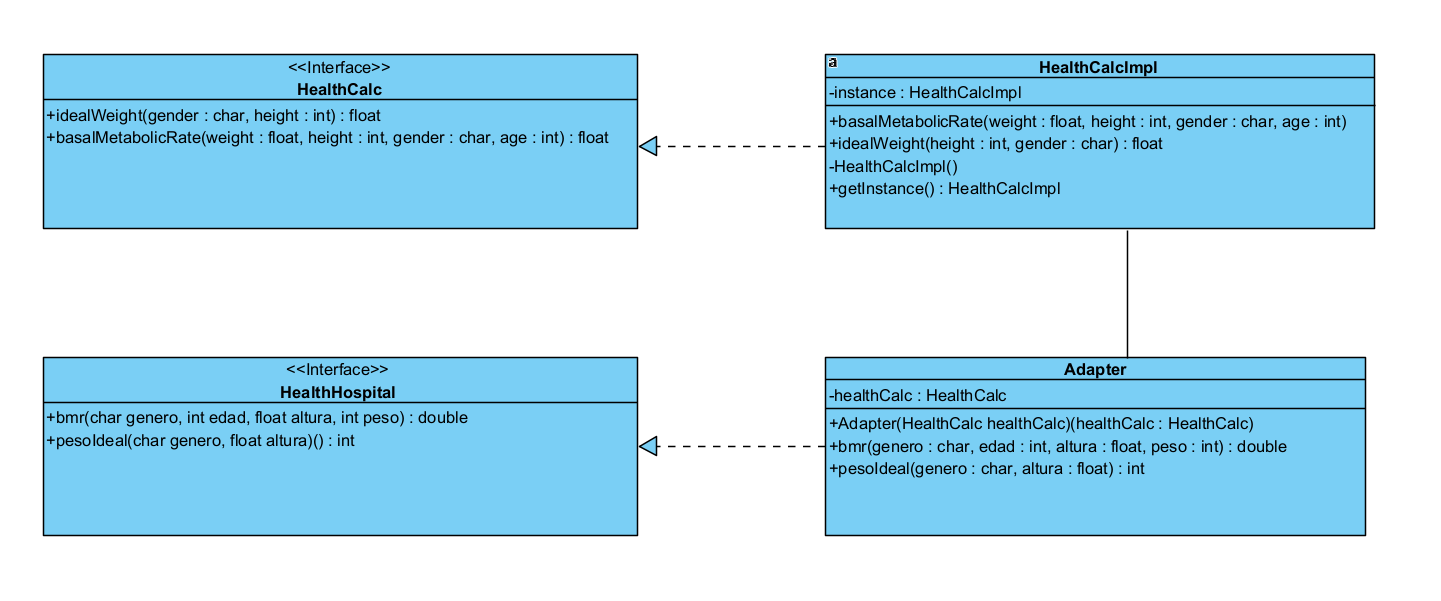 <<Interface>>
HealthCalc
+idealWeight(gender : char, height : int) : float
+basalMetabolicRate(weight : float, height : int, gender : char, age : int) : float
a
HealthCalcImpl
-instance : HealthCalcImpl
+basalMetabolicRate(weight : float, height : int, gender : char, age : int)
+idealWeight(height : int, gender : char) : float
-HealthCalcImpl()
+getInstance() : HealthCalcImpl
<<Interface>>
HealthHospital
+bmr(char genero, int edad, float altura, int peso) : double
+pesoIdeal(char genero, float altura)() : int
Adapter
-healthCalc : HealthCalc
+Adapter(HealthCalc healthCalc)(healthCalc : HealthCalc)
+bmr(genero : char, edad : int, altura : float, peso : int) : double
+pesoIdeal(genero : char, altura : float) : int